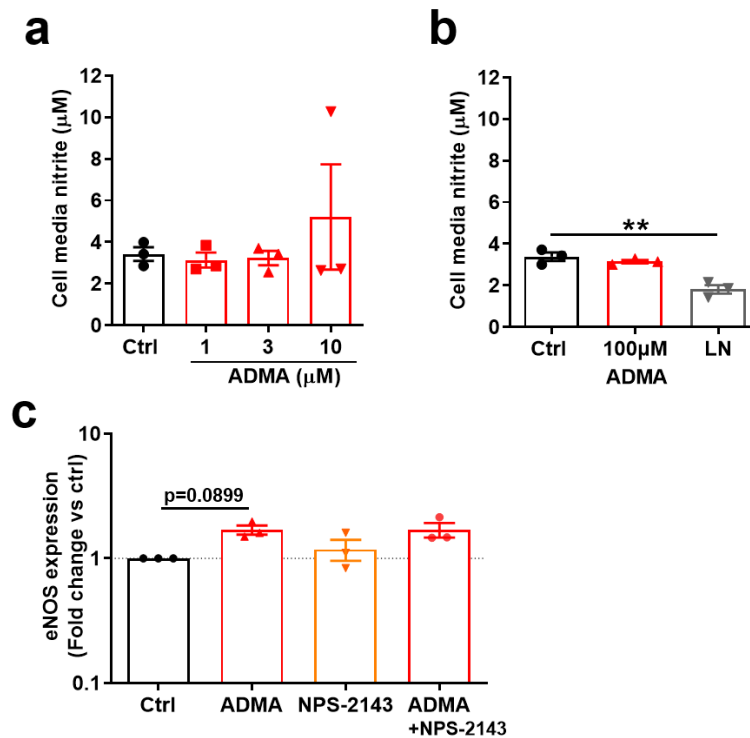 a
Cell media nitrite (μM)
12
10
8
6
4
2
0
Ctrl 1 3 10
ADMA (μM)
b
Cell media nitrite (μM)
12
10
8
6
4
2
0
**
Ctrl 100μM LN
ADMA
c
eNOS expression
(Fold change vs ctrl)
10
1
0.1
p=0.0899
Ctrl ADMA NPS-2143 ADMA
+NPS-2143